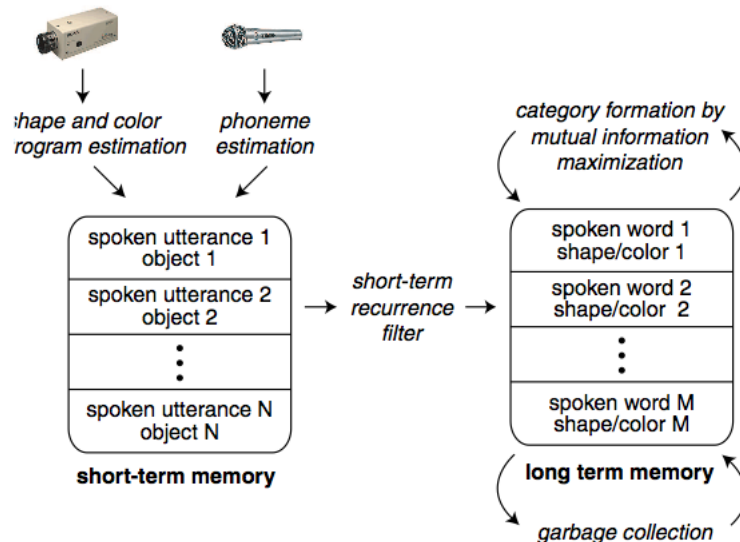 shape and color
rogram estimation
phoneme
estimation
spoken utterance 1
object 1
spoken utterance 2
object 2
spoken utterance N
object N
short-term memory
short-term
recurrence
filter
category formation by
mutual information
maximization
spoken word 1
shape/color 1
spoken word 2
shape/color 2
spoken word M
shape/color M
long term memory
garbage collection